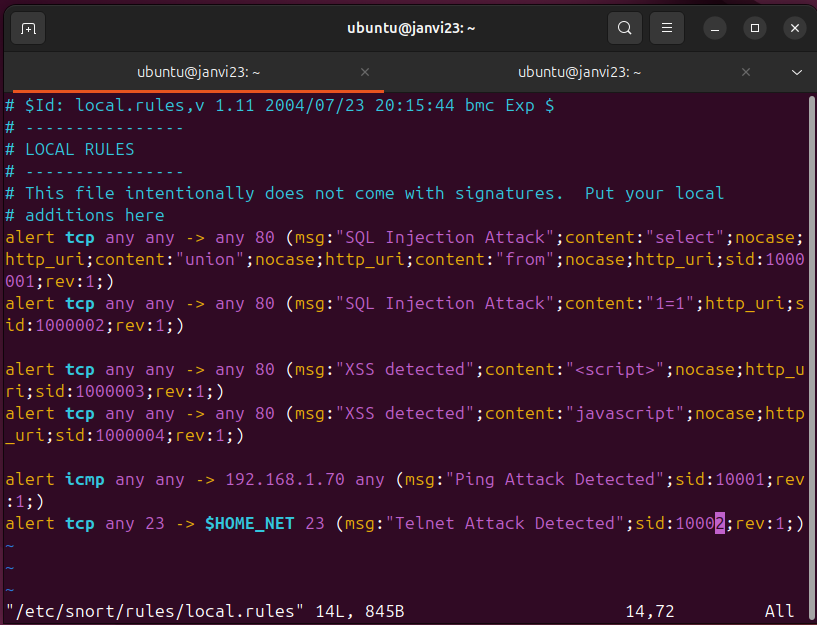 ubuntu@janvi23: ~
ubuntu@janvi23: ~ ubuntu@janvi23: ~
# $Id: local.rules,v 1.11 2004/07/23 20:15:44 bmc Exp $
# ----------------
# LOCAL RULES
# ----------------
# This file intentionally does not come with signatures.  Put your local
# additions here
alert tcp any any -> any 80 (msg:"SQL Injection Attack";content:"select";nocase;
http_uri;content:"union";nocase;http_uri;content:"from";nocase;http_uri;sid:1000
001;rev:1;)
alert tcp any any -> any 80 (msg:"SQL Injection Attack";content:"1=1";http_uri;s
id:1000002;rev:1;)
alert tcp any any -> any 80 (msg:"XSS detected";content:"<script>";nocase;http_u
ri;sid:1000003;rev:1;)
alert tcp any any -> any 80 (msg:"XSS detected";content:"javascript";nocase;http
_uri;sid:1000004;rev:1;)
alert icmp any any -> 192.168.1.70 any (msg:"Ping Attack Detected";sid:10001;rev
:1;)
alert tcp any 23 -> $HOME_NET 23 (msg:"Telnet Attack Detected";sid:10002;rev:1;)
~
~
~
"/etc/snort/rules/local.rules" 14L, 845B 14,72 All